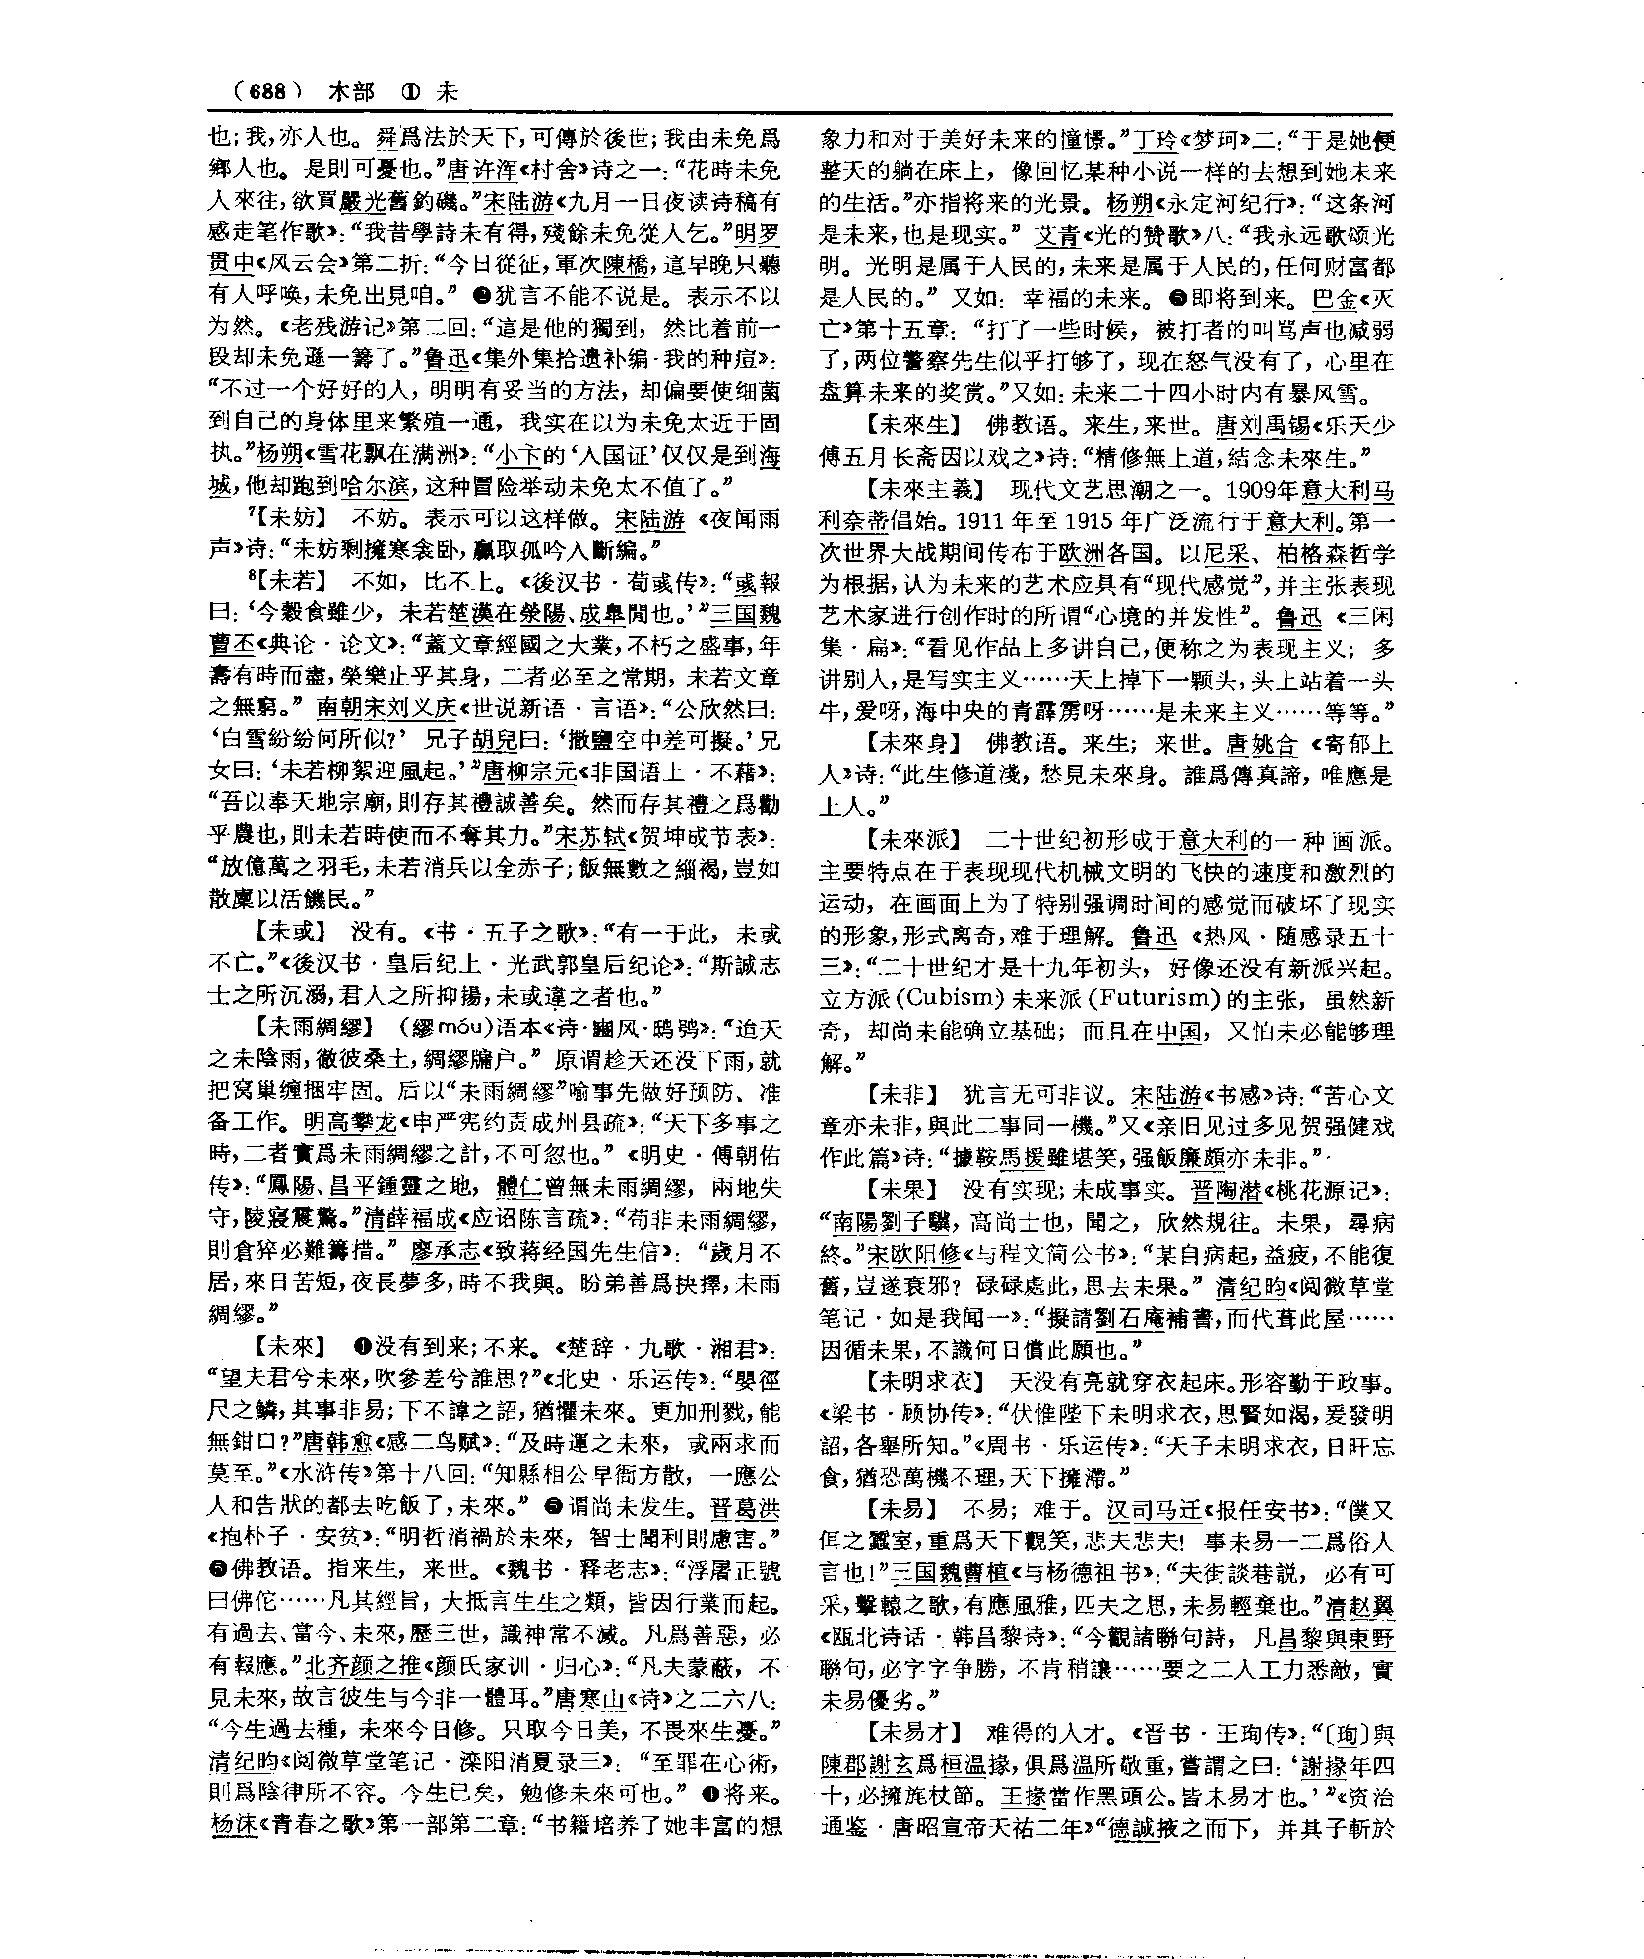 （688） 木部 ① 未
也；我，亦人也。舜爲法於天下，可傳於後世；我由未免爲
鄉人也。是則可憂也。”唐许浑《村舍》诗之一：“花時未免
人來往，欲買嚴光舊釣磯。”宋陆游《九月一日夜读诗稿有
感走笔作歌》：“我昔學詩未有得，殘餘未免從人乞。”明罗
贯中《风云会》第二折：“今日從征，軍次陳橋，這早晚只聽
有人呼唤，未免出見咱。” ❷犹言不能不说是。表示不以
为然。《老残游记》第二回：“這是他的獨到，然比着前一
段却未免遜一籌了。”鲁迅《集外集拾遗补编·我的种痘》：
“不过一个好好的人，明明有妥当的方法，却偏要使细菌
到自己的身体里来繁殖一通，我实在以为未免太近于固
执。”杨朔《雪花飘在满洲》：“小卞的‘入国证’仅仅是到海
城，他却跑到哈尔滨，这种冒险举动未免太不值了。”
⁷【未妨】 不妨。表示可以这样做。宋陆游《夜闻雨
声》诗：“未妨剩擁寒衾卧，贏取孤吟入斷編。”
⁸【未若】 不如，比不上。《後汉书·荀彧传》：“彧報
曰：‘今穀食雖少，未若楚漢在滎陽、成臯閒也。’”三国魏
曹丕《典论·论文》：“蓋文章經國之大業，不朽之盛事，年
壽有時而盡，榮樂止乎其身，二者必至之常期，未若文章
之無窮。” 南朝宋刘义庆《世说新语·言语》：“公欣然曰：
‘白雪紛紛何所似？’ 兄子胡兒曰：‘撒鹽空中差可擬。’兄
女曰：‘未若柳絮迎風起。’”唐柳宗元《非国语上·不藉》：
“吾以奉天地宗廟，則存其禮誠善矣。然而存其禮之爲勸
乎農也，則未若時使而不奪其力。”宋苏轼《贺坤成节表》：
“放億萬之羽毛，未若消兵以全赤子；飯無數之緇褐，豈如
散廩以活饑民。”
【未或】 没有。《书·五子之歌》：“有一于此，未或
不亡。”《後汉书·皇后纪上·光武郭皇后纪论》：“斯誠志
士之所沉溺，君人之所抑揚，未或違之者也。”
【未雨綢繆】 （繆móu）语本《诗·豳风·鸱鸮》：“迨天
之未陰雨，徹彼桑土，綢繆牖户。” 原谓趁天还没下雨，就
把窝巢缠捆牢固。后以“未雨綢繆”喻事先做好预防、准
备工作。明高攀龙《申严宪约责成州县疏》：“天下多事之
時，二者實爲未雨綢繆之計，不可忽也。” 《明史·傅朝佑
传》：“鳳陽、昌平鍾靈之地，體仁曾無未雨綢繆，兩地失
守，陵寢震驚。”清薛福成《应诏陈言疏》：“苟非未雨綢繆，
則倉猝必難籌措。” 廖承志《致蒋经国先生信》：“歲月不
居，來日苦短，夜長夢多，時不我與。盼弟善爲抉擇，未雨
綢繆。”
【未來】 ❶没有到来；不来。《楚辞·九歌·湘君》：
“望夫君兮未來，吹參差兮誰思？”《北史·乐运传》：“嬰徑
尺之鱗，其事非易；下不諱之詔，猶懼未來。更加刑戮，能
無鉗口？”唐韩愈《感二鸟赋》：“及時運之未來，或兩求而
莫至。”《水浒传》第十八回：“知縣相公早衙方散，一應公
人和告狀的都去吃飯了，未來。” ❷谓尚未发生。晋葛洪
《抱朴子·安贫》：“明哲消禍於未來，智士聞利則慮害。”
❸佛教语。指来生，来世。《魏书·释老志》：“浮屠正號
曰佛佗……凡其經旨，大抵言生生之類，皆因行業而起。
有過去、當今、未來，歷三世，識神常不滅。凡爲善惡，必
有報應。”北齐颜之推《颜氏家训·归心》：“凡夫蒙蔽，不
見未來，故言彼生与今非一體耳。”唐寒山《诗》之二六八：
“今生過去種，未來今日修。只取今日美，不畏來生憂。”
清纪昀《阅微草堂笔记·滦阳消夏录三》：“至罪在心術，
則爲陰律所不容。今生已矣，勉修未來可也。” ❹将来。
杨沫《青春之歌》第一部第二章：“书籍培养了她丰富的想
象力和对于美好未来的憧憬。”丁玲《梦珂》二：“于是她便
整天的躺在床上，像回忆某种小说一样的去想到她未来
的生活。”亦指将来的光景。杨朔《永定河纪行》：“这条河
是未来，也是现实。” 艾青《光的赞歌》八：“我永远歌颂光
明。光明是属于人民的，未来是属于人民的，任何财富都
是人民的。” 又如：幸福的未来。❺即将到来。巴金《灭
亡》第十五章：“打了一些时候，被打者的叫骂声也减弱
了，两位警察先生似乎打够了，现在怒气没有了，心里在
盘算未来的奖赏。”又如：未来二十四小时内有暴风雪。
【未來生】 佛教语。来生，来世。唐刘禹锡《乐天少
傅五月长斋因以戏之》诗：“精修無上道，結念未來生。”
【未來主義】 现代文艺思潮之一。1909年意大利马
利奈蒂倡始。1911年至1915年广泛流行于意大利。第一
次世界大战期间传布于欧洲各国。以尼采、柏格森哲学
为根据，认为未来的艺术应具有“现代感觉”，并主张表现
艺术家进行创作时的所谓“心境的并发性”。鲁迅《三闲
集·扁》：“看见作品上多讲自己，便称之为表现主义；多
讲别人，是写实主义……天上掉下一颗头，头上站着一头
牛，爱呀，海中央的青霹雳呀……是未来主义……等等。”
【未來身】 佛教语。来生；来世。唐姚合《寄郁上
人》诗：“此生修道淺，愁見未來身。誰爲傳真諦，唯應是
上人。”
【未來派】 二十世纪初形成于意大利的一种画派。
主要特点在于表现现代机械文明的飞快的速度和激烈的
运动，在画面上为了特别强调时间的感觉而破坏了现实
的形象，形式离奇，难于理解。鲁迅《热风·随感录五十
三》：“二十世纪才是十九年初头，好像还没有新派兴起。
立方派(Cubism)未来派(Futurism)的主张，虽然新
奇，却尚未能确立基础；而且在中国，又怕未必能够理
解。”
【未非】 犹言无可非议。宋陆游《书感》诗：“苦心文
章亦未非，與此二事同一機。”又《亲旧见过多见贺强健戏
作此篇》诗：“據鞍馬援雖堪笑，强飯廉頗亦未非。”
【未果】 没有实现；未成事实。晋陶潜《桃花源记》：
“南陽劉子驥，高尚士也，聞之，欣然規往。未果，尋病
終。”宋欧阳修《与程文简公书》：“某自病起，益疲，不能復
舊，豈遂衰邪？碌碌處此，思去未果。” 清纪昀《阅微草堂
笔记·如是我闻一》：“擬請劉石庵補書，而代葺此屋……
因循未果，不識何日償此願也。”
【未明求衣】 天没有亮就穿衣起床。形容勤于政事。
《梁书·顾协传》：“伏惟陛下未明求衣，思賢如渴，爰發明
詔，各舉所知。”《周书·乐运传》：“天子未明求衣，日旰忘
食，猶恐萬機不理，天下擁滯。”
【未易】 不易；难于。汉司马迁《报任安书》：“僕又
佴之蠶室，重爲天下觀笑，悲夫悲夫！事未易一二爲俗人
言也！”三国魏曹植《与杨德祖书》：“夫街談巷説，必有可
采，擊轅之歌，有應風雅，匹夫之思，未易輕棄也。”清赵翼
《瓯北诗话·韩昌黎诗》：“今觀諸聯句詩，凡昌黎與東野
聯句，必字字争勝，不肯稍讓……要之二人工力悉敵，實
未易優劣。”
【未易才】 难得的人才。《晋书·王珣传》：“〔珣〕與
陳郡謝玄爲桓温掾，俱爲温所敬重，嘗謂之曰：‘謝掾年四
十，必擁旄杖節。王掾當作黑頭公。皆未易才也。’”《资治
通鉴·唐昭宣帝天祐二年》“德誠掖之而下，并其子斬於